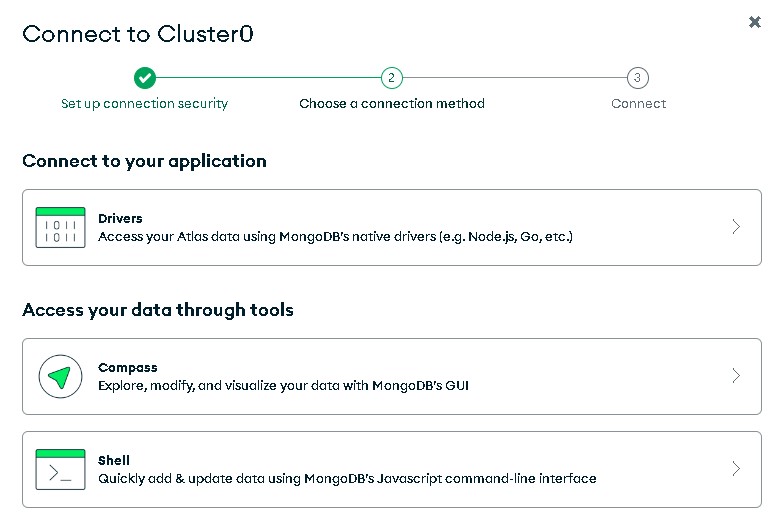 Connect to Cluster0
2
3
Set up connection security
Choose a connection method
Connect
Connect to your application
1011
1011
Drivers
Access your Atlas data using MongoDB's native drivers (e.g. Node.js, Go, etc.)
Access your data through tools
Compass
Explore, modify, and visualize your data with MongoDB's GUI
>_
Shell
Quickly add & update data using MongoDB's Javascript command-line interface